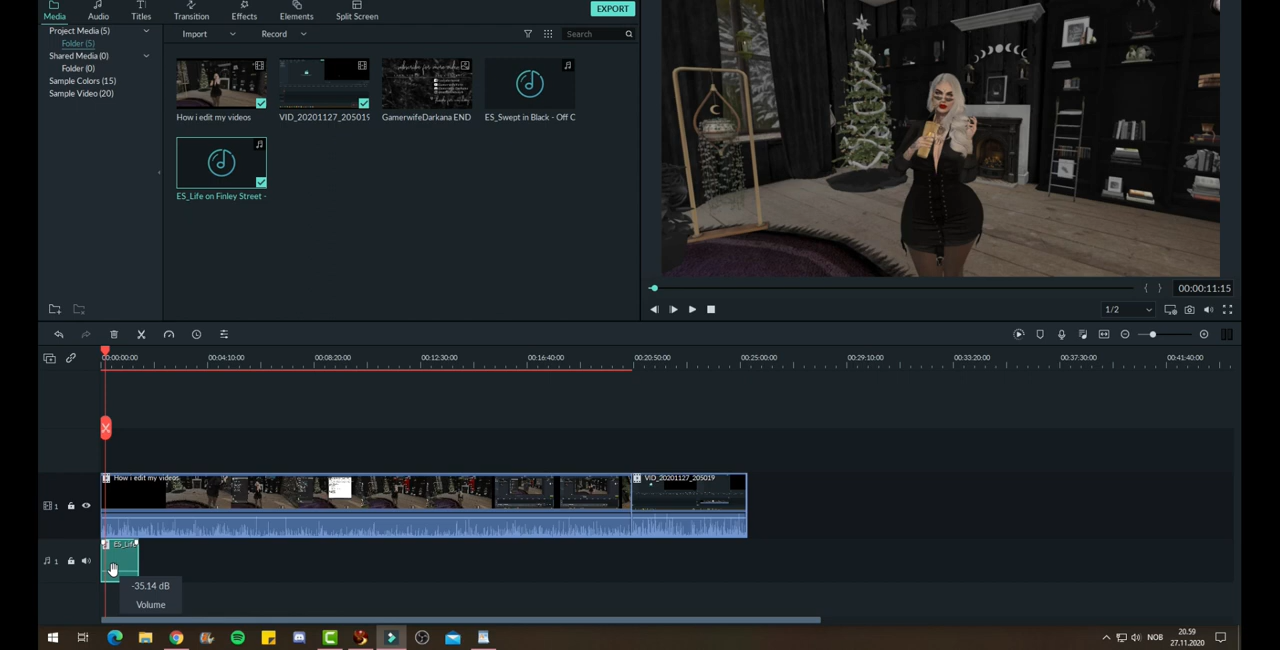 Media Audio Titles Transition Effects Elements Split Screen EXPORT
Project Media (5)
Folder (5)
Shared Media (0)
Folder (0)
Sample Colors (15)
Sample Video (20)
Import Record Search
How i edit my videos VID_20201127_205019 GamerwifeDarkana END ES_Swept in Black - Off C
ES_Life on Finley Street -
00:00:11:15
1/2
00:00:00:00 00:04:10:00 00:08:20:00 00:12:30:00 00:16:40:00 00:20:50:00 00:25:00:00 00:29:10:00 00:33:20:00 00:37:30:00 00:41:40:00
How i edit my videos VID_20201127_205019
1
ES_Life
1
-35.14 dB
Volume
NOB
20.59
27.11.2020